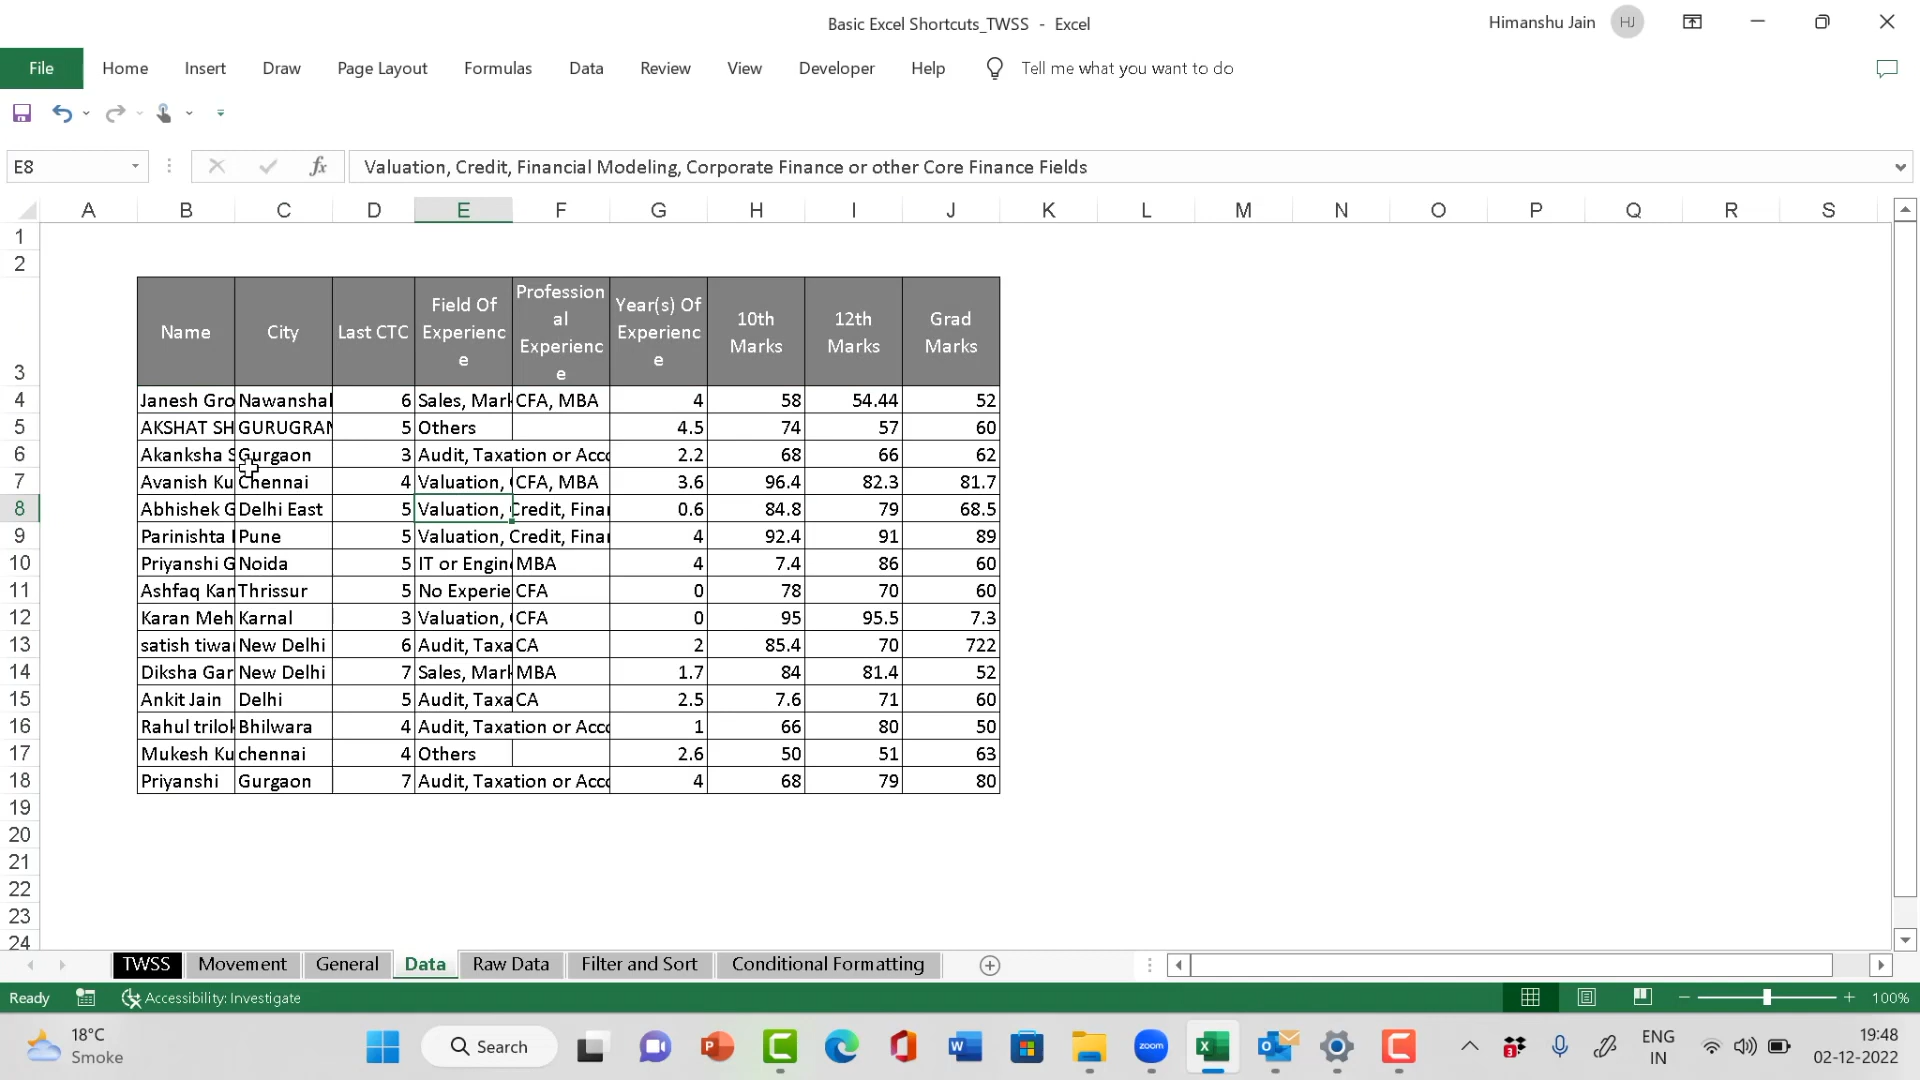 Basic Excel Shortcuts_TWSS - Excel
Himanshu Jain HJ
File Home Insert Draw Page Layout Formulas Data Review View Developer Help Tell me what you want to do
E8 fx Valuation, Credit, Financial Modeling, Corporate Finance or other Core Finance Fields
A B C D E F G H I J K L M N O P Q R S
1
2
3 Name City Last CTC Field Of Experienc e Profession al Experienc e Year(s) Of Experienc e 10th Marks 12th Marks Grad Marks
4 Janesh Gro Nawanshal 6 Sales, Mark CFA, MBA 4 58 54.44 52
5 AKSHAT SH GURUGRAM 5 Others 4.5 74 57 60
6 Akanksha S Gurgaon 3 Audit, Taxation or Acco 2.2 68 66 62
7 Avanish Ku Chennai 4 Valuation, CFA, MBA 3.6 96.4 82.3 81.7
8 Abhishek G Delhi East 5 Valuation, Credit, Finan 0.6 84.8 79 68.5
9 Parinishta Pune 5 Valuation, Credit, Finan 4 92.4 91 89
10 Priyanshi G Noida 5 IT or Engine MBA 4 7.4 86 60
11 Ashfaq Kan Thrissur 5 No Experie CFA 0 78 70 60
12 Karan Meh Karnal 3 Valuation, CFA 0 95 95.5 7.3
13 satish tiwa New Delhi 6 Audit, Taxa CA 2 85.4 70 722
14 Diksha Gar New Delhi 7 Sales, Mark MBA 1.7 84 81.4 52
15 Ankit Jain Delhi 5 Audit, Taxa CA 2.5 7.6 71 60
16 Rahul trilok Bhilwara 4 Audit, Taxation or Acco 1 66 80 50
17 Mukesh Ku chennai 4 Others 2.6 50 51 63
18 Priyanshi Gurgaon 7 Audit, Taxation or Acco 4 68 79 80
19
20
21
22
23
24
TWSS Movement General Data Raw Data Filter and Sort Conditional Formatting
Ready Accessibility: Investigate 100%
18°C
Smoke
Search
zoom
3
ENG
IN
19:48
02-12-2022